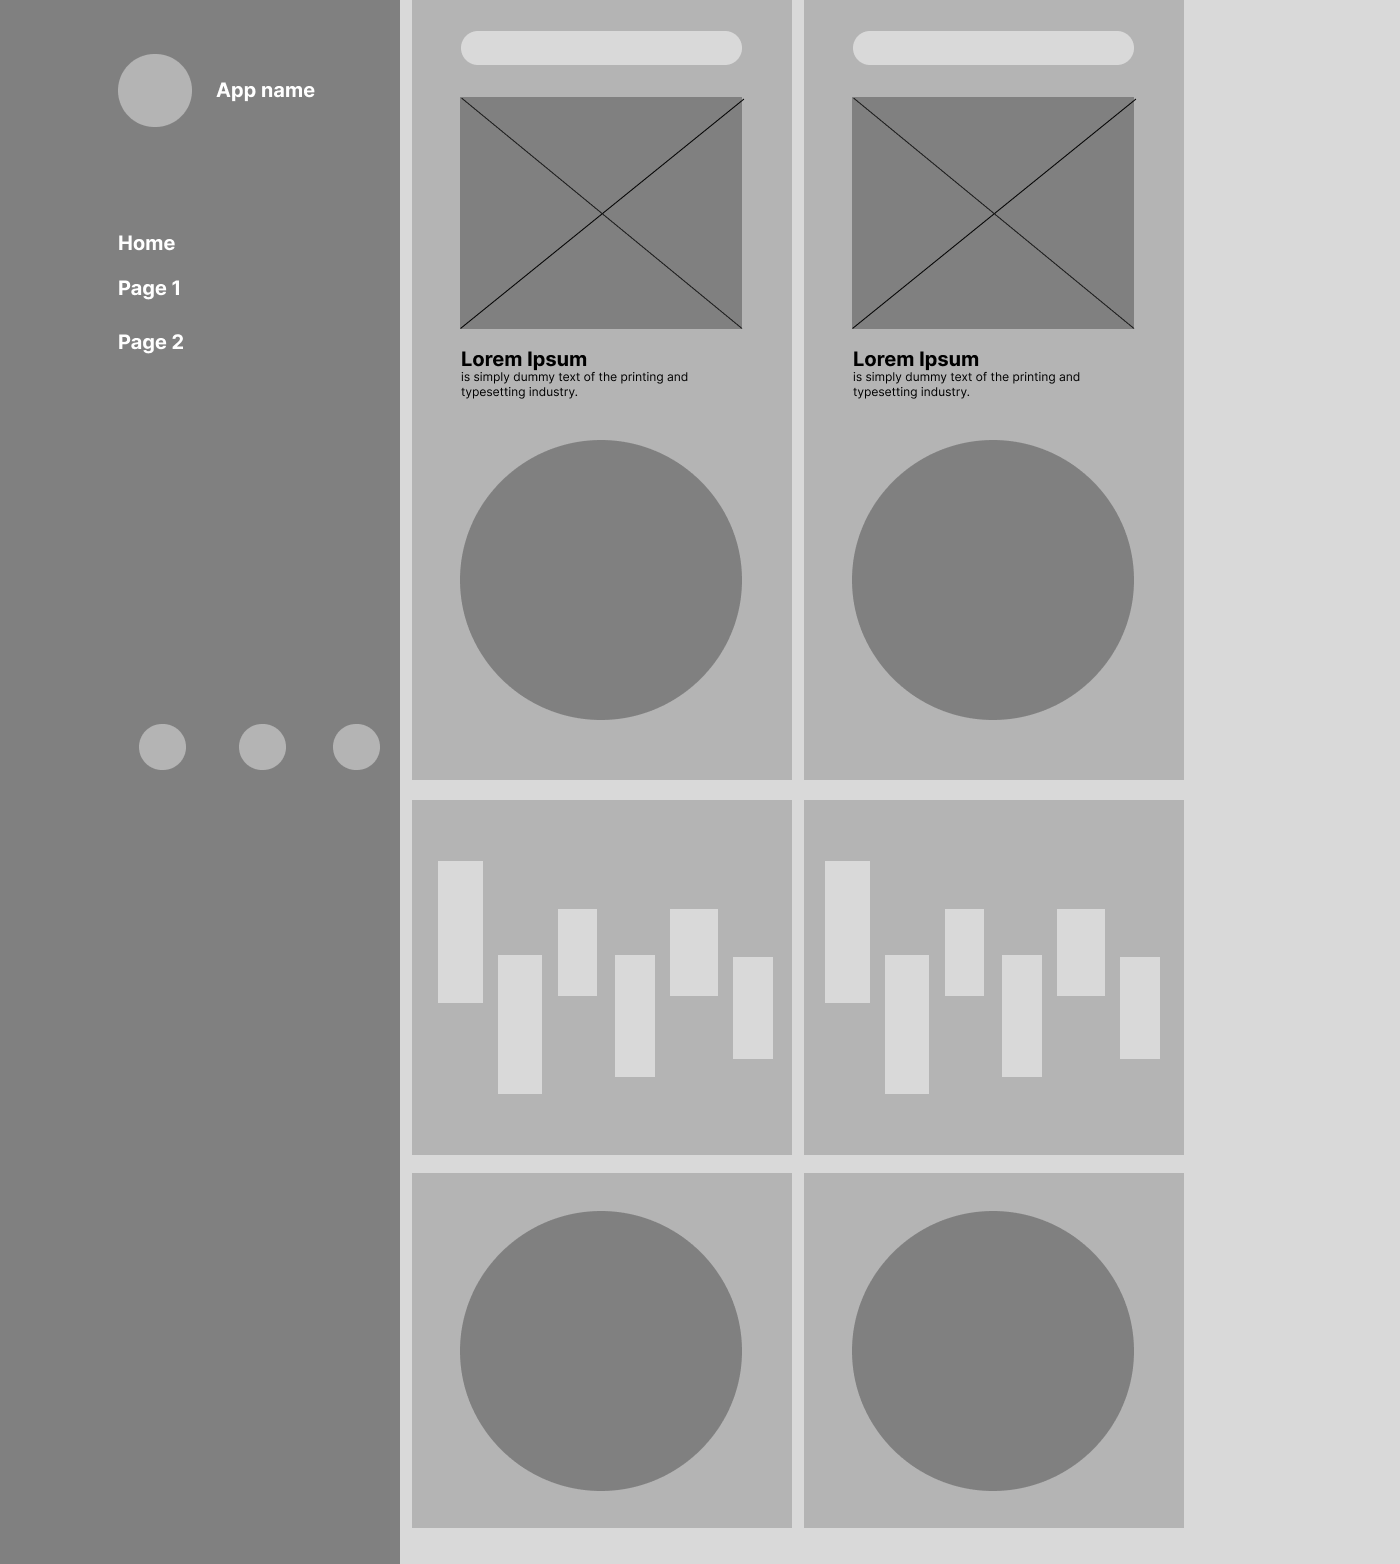 App name
Home
Page 1
Page 2
Lorem Ipsum
is simply dummy text of the printing and
typesetting industry.
Lorem Ipsum
is simply dummy text of the printing and
typesetting industry.